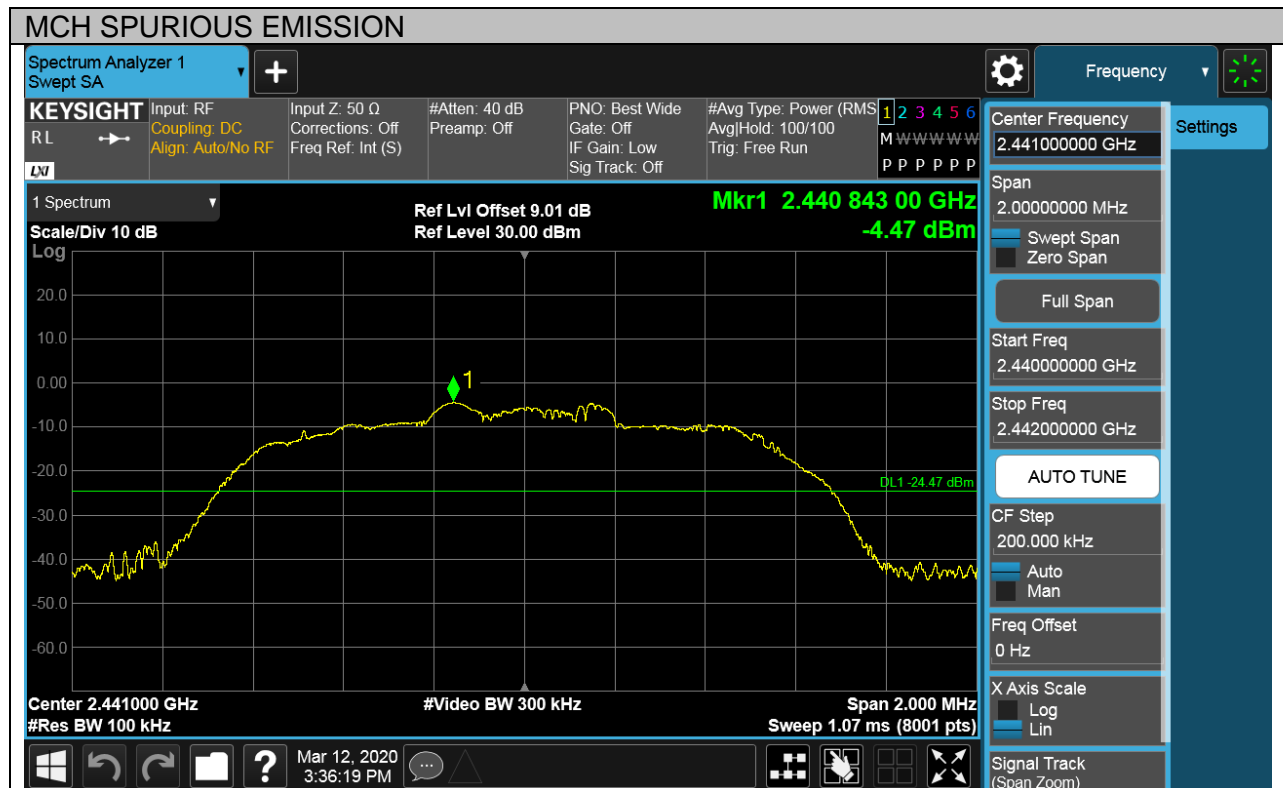 MCH SPURIOUS EMISSION
Spectrum Analyzer 1
Swept SA
+
Frequency
KEYSIGHT
RL
LXI
Input: RF
Coupling: DC
Align: Auto/No RF
Input Z: 50 Ω
Corrections: Off
Freq Ref: Int (S)
#Atten: 40 dB
Preamp: Off
PNO: Best Wide
Gate: Off
IF Gain: Low
Sig Track: Off
#Avg Type: Power (RMS
Avg|Hold: 100/100
Trig: Free Run
1 2 3 4 5 6
M W W W W W
P P P P P P
1 Spectrum
Scale/Div 10 dB
Ref Lvl Offset 9.01 dB
Ref Level 30.00 dBm
Mkr1 2.440 843 00 GHz
-4.47 dBm
Log
20.0
10.0
0.00
-10.0
-20.0
-30.0
-40.0
-50.0
-60.0
1
DL1 -24.47 dBm
Center 2.441000 GHz
#Res BW 100 kHz
#Video BW 300 kHz
Span 2.000 MHz
Sweep 1.07 ms (8001 pts)
?
Mar 12, 2020
3:36:19 PM
Center Frequency
2.441000000 GHz
Settings
Span
2.00000000 MHz
Swept Span
Zero Span
Full Span
Start Freq
2.440000000 GHz
Stop Freq
2.442000000 GHz
AUTO TUNE
CF Step
200.000 kHz
Auto
Man
Freq Offset
0 Hz
X Axis Scale
Log
Lin
Signal Track
(Span Zoom)